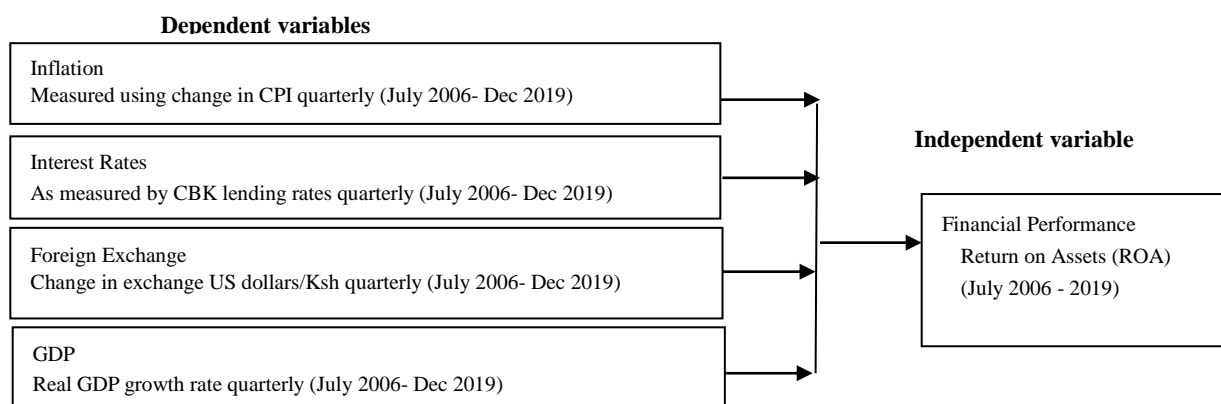 Dependent variables
Inflation
Measured using change in CPI quarterly (July 2006- Dec 2019)
Interest Rates
As measured by CBK lending rates quarterly (July 2006- Dec 2019)
Foreign Exchange
Change in exchange US dollars/Ksh quarterly (July 2006- Dec 2019)
GDP
Real GDP growth rate quarterly (July 2006- Dec 2019)
Independent variable
Financial Performance
Return on Assets (ROA)
(July 2006 - 2019)